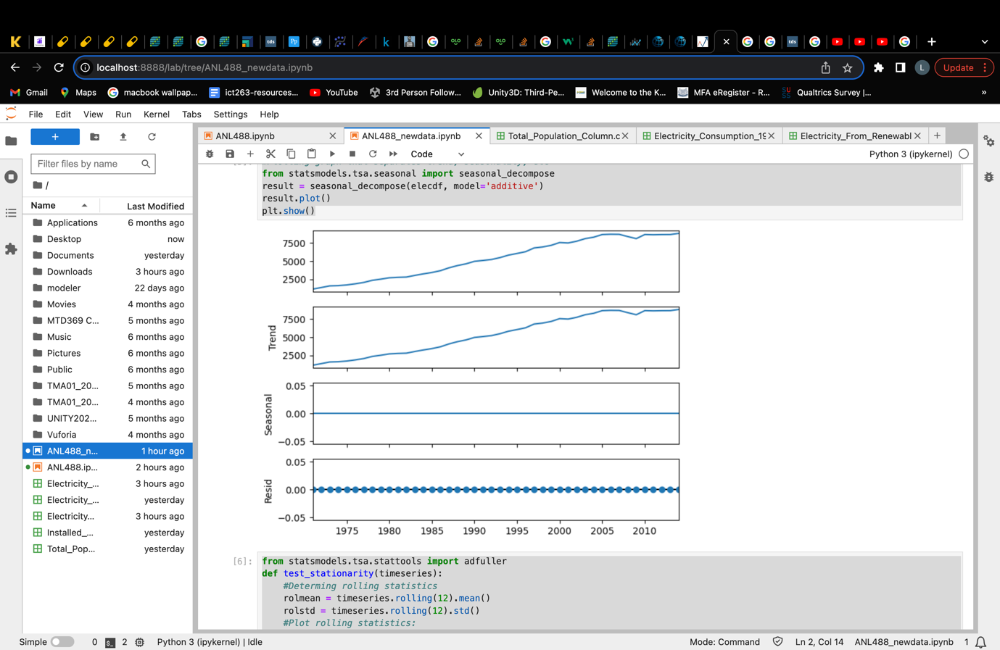 localhost:8888/lab/tree/ANL488_newdata.ipynb
L
Update
Gmail
Maps
macbook wallpap...
ict263-resources...
YouTube
3rd Person Follow...
Unity3D: Third-Pe...
Welcome to the K...
MFA eRegister - R...
Qualtrics Survey |...
»
File Edit View Run Kernel Tabs Settings Help
ANL488.ipynb
ANL488_newdata.ipynb
Total_Population_Column.c
Electricity_Consumption_19
Electricity_From_Renewabl
Filter files by name
Code
Python 3 (ipykernel)
/
Name Last Modified
Applications 6 months ago
Desktop now
Documents yesterday
Downloads 3 hours ago
modeler 22 days ago
Movies 4 months ago
MTD369 C... 5 months ago
Music 6 months ago
Pictures 6 months ago
Public 6 months ago
TMA01_20... 5 months ago
TMA01_20... 4 months ago
UNITY202... 5 months ago
Vuforia 4 months ago
ANL488_n... 1 hour ago
ANL488.ip... 2 hours ago
Electricity_... 3 hours ago
Electricity_... yesterday
Electricity... 3 hours ago
Installed_... yesterday
Total_Pop... yesterday
from statsmodels.tsa.seasonal import seasonal_decompose
result = seasonal_decompose(elecdf, model='additive')
result.plot()
plt.show()
7500
5000
2500
Trend
7500
5000
2500
Seasonal
0.05
0.00
−0.05
Resid
0.05
0.00
−0.05
1975 1980 1985 1990 1995 2000 2005 2010
[6]:
from statsmodels.tsa.stattools import adfuller
def test_stationarity(timeseries):
#Determing rolling statistics
rolmean = timeseries.rolling(12).mean()
rolstd = timeseries.rolling(12).std()
#Plot rolling statistics:
Simple 0 2 Python 3 (ipykernel) | Idle
Mode: Command Ln 2, Col 14 ANL488_newdata.ipynb 1